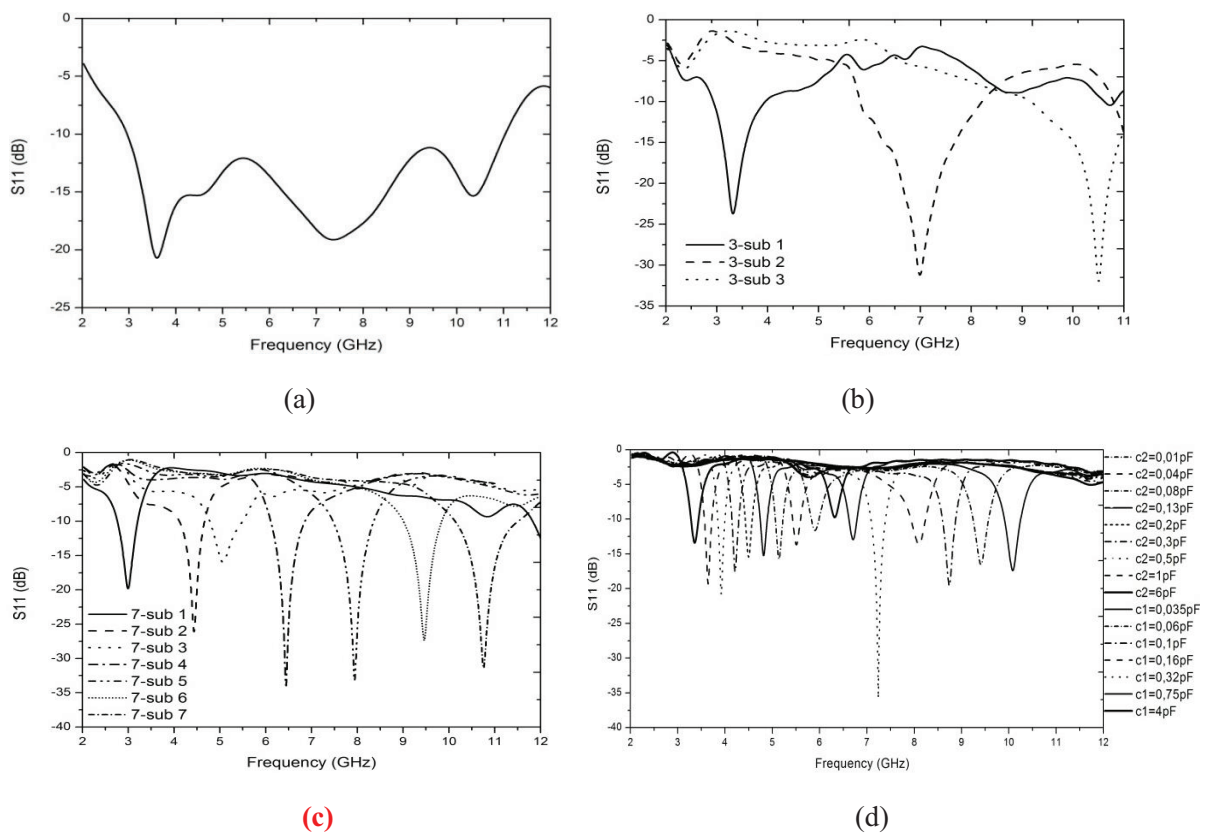 0
-5
-10
-15
-20
-25
S11 (dB)
2 3 4 5 6 7 8 9 10 11 12
Frequency (GHz)
(a)
0
-5
-10
-15
-20
-25
-30
-35
S11 (dB)
3-sub 1
3-sub 2
3-sub 3
2 3 4 5 6 7 8 9 10 11
Frequency (GHz)
(b)
0
-5
-10
-15
-20
-25
-30
-35
-40
S11 (dB)
7-sub 1
7-sub 2
7-sub 3
7-sub 4
7-sub 5
7-sub 6
7-sub 7
2 3 4 5 6 7 8 9 10 11 12
Frequency (GHz)
(c)
0
-5
-10
-15
-20
-25
-30
-35
-40
S11 (dB)
2 3 4 5 6 7 8 9 10 11 12
Frequency (GHz)
c2=0,01pF
c2=0,04pF
c2=0,08pF
c2=0,13pF
c2=0,2pF
c2=0,3pF
c2=0,5pF
c2=1pF
c2=6pF
c1=0,035pF
c1=0,06pF
c1=0,1pF
c1=0,16pF
c1=0,32pF
c1=0,75pF
c1=4pF
(d)